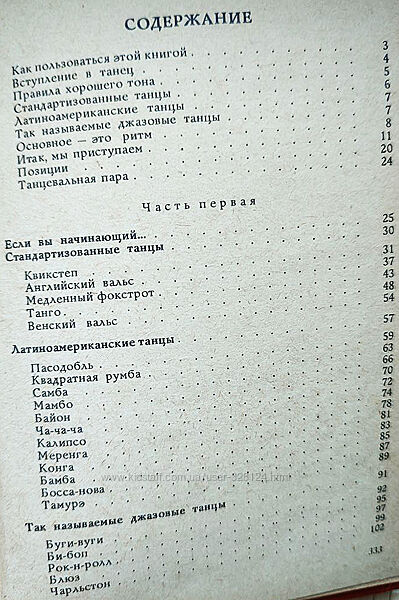 СОДЕРЖАНИЕ
Как пользоваться этой книгой . . . 3
Вступление в танец . . . 4
Правила хорошего тона . . . 5
Стандартизованные танцы . . . 6
Латиноамериканские танцы . . . 7
Так называемые джазовые танцы . . . 7
Основное — это ритм . . . 8
Итак, мы приступаем . . . 11
Позиции . . . 20
Танцевальная пара . . . 24
Часть первая
Если вы начинающий... . . . 25
Стандартизованные танцы . . . 30
Квикстеп . . . 31
Английский вальс . . . 37
Медленный фокстрот . . . 43
Танго . . . 48
Венский вальс . . . 54
Латиноамериканские танцы . . . 57
Пасодобль . . . 59
Квадратная румба . . . 63
Самба . . . 66
Мамбо . . . 70
Байон . . . 72
Ча-ча-ча . . . 74
Калипсо . . . 78
Меренга . . . 81
Конга . . . 83
Бамба . . . 85
Босса-нова . . . 87
Тамурэ . . . 89
Так называемые джазовые танцы . . . 91
Буги-вуги . . . 92
Би-боп . . . 95
Рок-н-ролл . . . 97
Блюз . . . 99
Чарльстон . . . 102
333